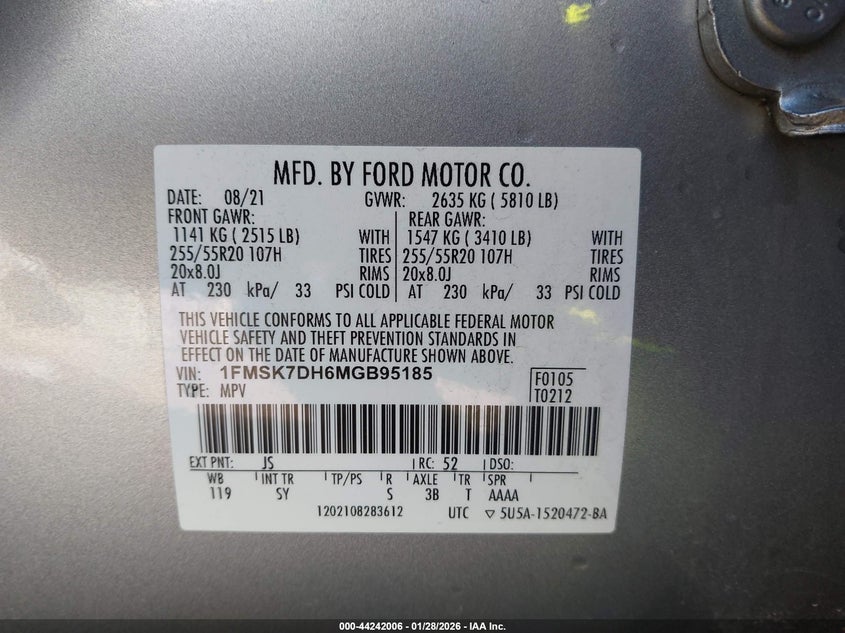 MFD. BY FORD MOTOR CO.
DATE: 08/21 GVWR: 2635 KG ( 5810 LB)
FRONT GAWR: REAR GAWR:
1141 KG ( 2515 LB) WITH 1547 KG ( 3410 LB) WITH
255/55R20 107H TIRES 255/55R20 107H TIRES
20x8.0J RIMS 20x8.0J RIMS
AT 230 kPa/ 33 PSI COLD AT 230 kPa/ 33 PSI COLD
THIS VEHICLE CONFORMS TO ALL APPLICABLE FEDERAL MOTOR
VEHICLE SAFETY AND THEFT PREVENTION STANDARDS IN
EFFECT ON THE DATE OF MANUFACTURE SHOWN ABOVE.
VIN: 1FMSK7DH6MGB95185 F0105
TYPE: MPV T0212
EXT PNT: JS RC: 52 DSO:
WB INT TR TP/PS R AXLE TR SPR
119 SY S 3B T AAAA
1202108283612 UTC ▽ 5U5A-1520472-BA
000-44242006 - 01/28/2026 - IAA Inc.